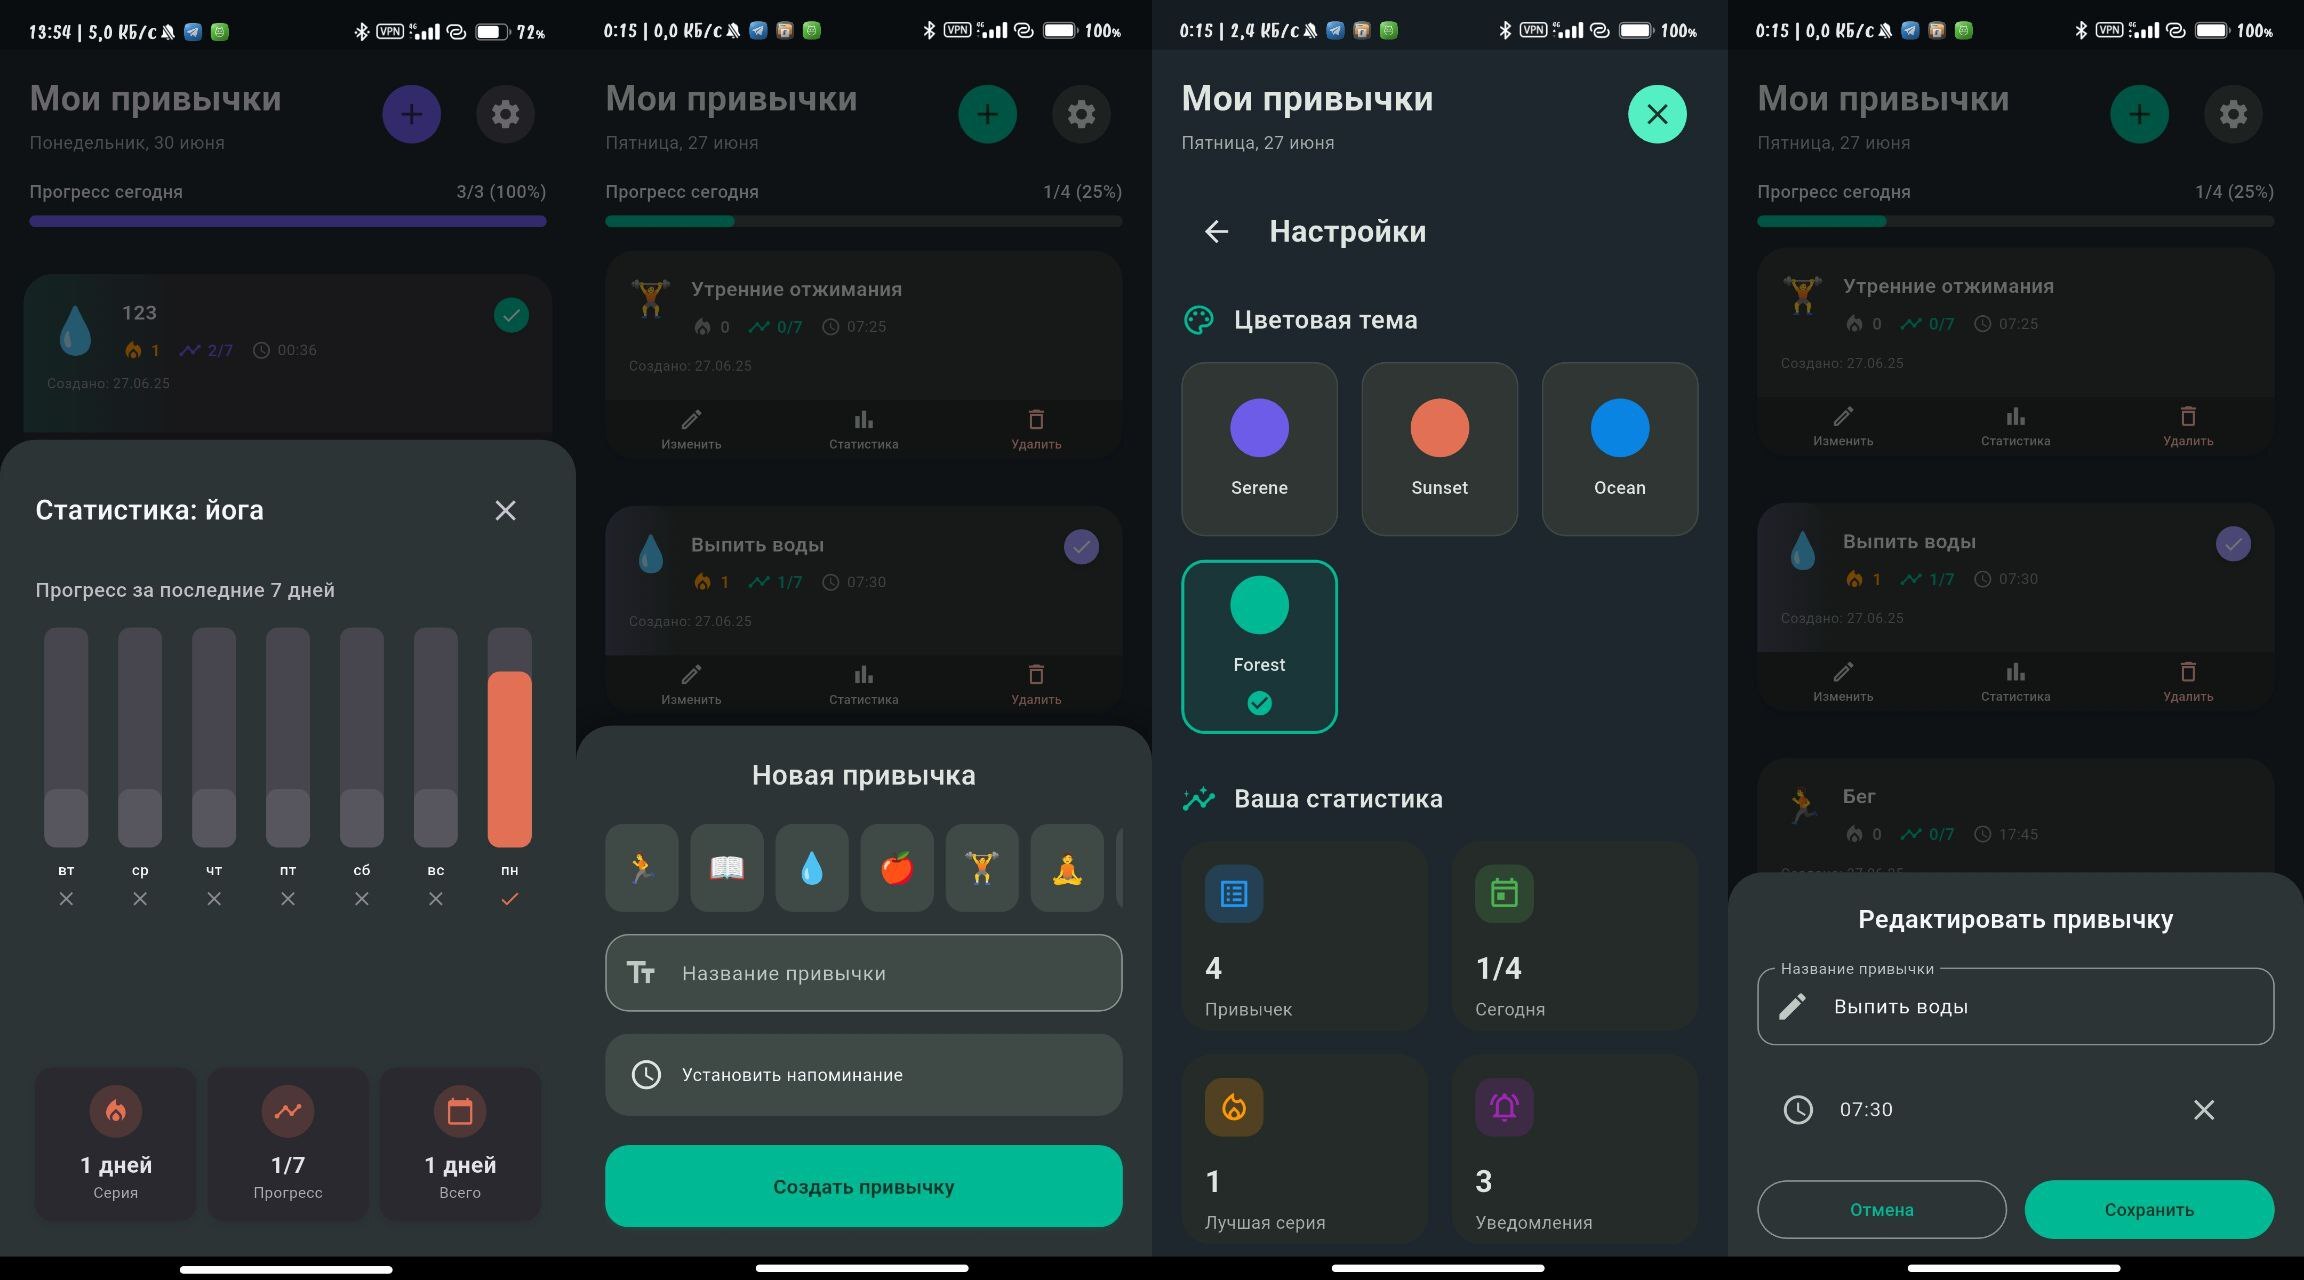 13:54 | 5,0 КБ/с VPN 4G 72%
Мои привычки
Понедельник, 30 июня
Прогресс сегодня 3/3 (100%)
123
1 2/7 00:36
Создано: 27.06.25
Статистика: йога
Прогресс за последние 7 дней
вт ср чт пт сб вс пн
1 дней 1/7 1 дней
Серия Прогресс Всего
0:15 | 0,0 КБ/с VPN 4G 100%
Мои привычки
Пятница, 27 июня
Прогресс сегодня 1/4 (25%)
Утренние отжимания
0 0/7 07:25
Создано: 27.06.25
Изменить Статистика Удалить
Выпить воды
1 1/7 07:30
Создано: 27.06.25
Изменить Статистика Удалить
Новая привычка
Название привычки
Установить напоминание
Создать привычку
0:15 | 2,4 КБ/с VPN 4G 100%
Мои привычки
Пятница, 27 июня
Настройки
Цветовая тема
Serene Sunset Ocean
Forest
Ваша статистика
4 1/4
Привычек Сегодня
1 3
Лучшая серия Уведомления
0:15 | 0,0 КБ/с VPN 4G 100%
Мои привычки
Пятница, 27 июня
Прогресс сегодня 1/4 (25%)
Утренние отжимания
0 0/7 07:25
Создано: 27.06.25
Изменить Статистика Удалить
Выпить воды
1 1/7 07:30
Создано: 27.06.25
Изменить Статистика Удалить
Бег
0 0/7 17:45
Создано: 27.06.25
Редактировать привычку
Название привычки
Выпить воды
07:30
Отмена Сохранить